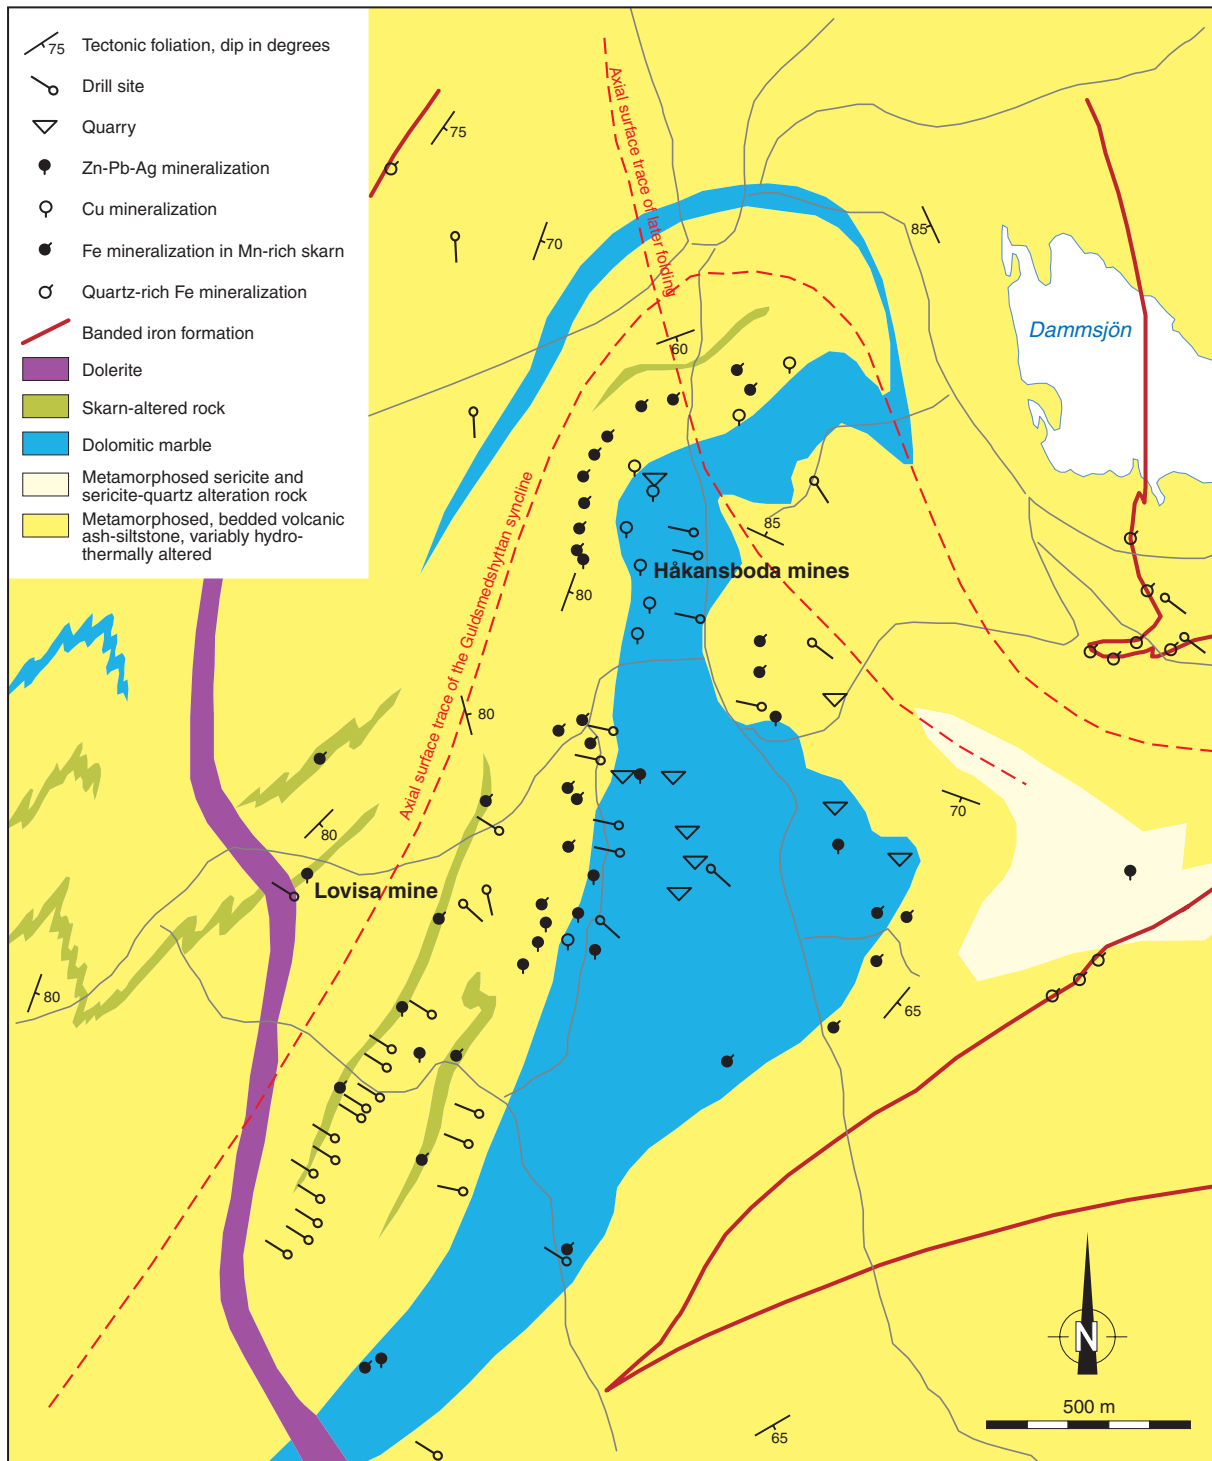 75 Tectonic foliation, dip in degrees
Drill site
Quarry
Zn-Pb-Ag mineralization
Cu mineralization
Fe mineralization in Mn-rich skarn
Quartz-rich Fe mineralization
Banded iron formation
Dolerite
Skarn-altered rock
Dolomitic marble
Metamorphosed sericite and
sericite-quartz alteration rock
Metamorphosed, bedded volcanic
ash-siltstone, variably hydro-
thermally altered
75
Axial surface trace of later folding
70
85
Dammsjön
60
85
Håkansboda mines
80
Axial surface trace of the Guldsmedshyttan syncline
80
70
80
Lovisa mine
80
65
N
500 m
65